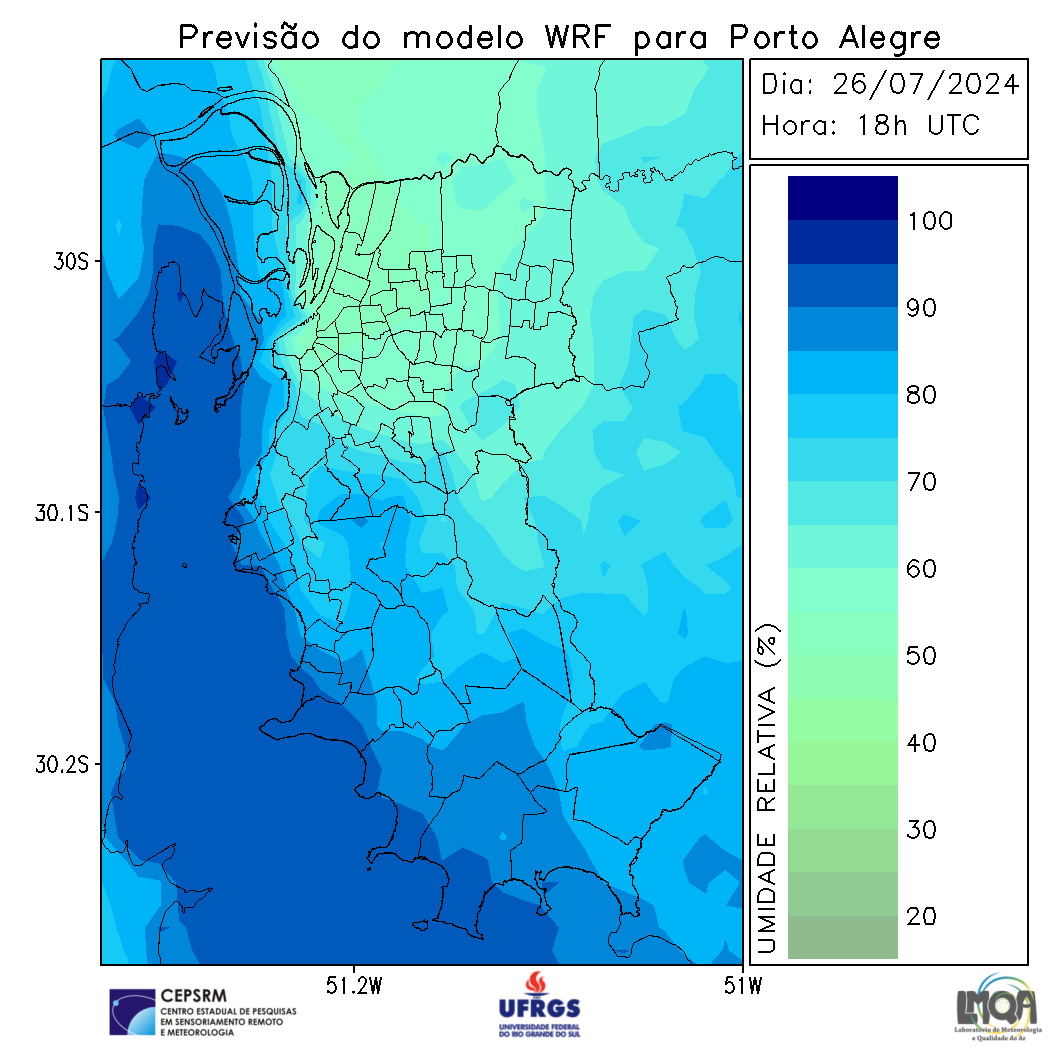 Previsão do modelo WRF para Porto Alegre
Dia: 26/07/2024
Hora: 18h UTC
30S
30.1S
30.2S
51.2W
51W
100
90
80
70
60
50
40
30
20
UMIDADE RELATIVA (%)
CEPSRM
CENTRO ESTADUAL DE PESQUISAS
EM SENSORIAMENTO REMOTO
E METEOROLOGIA
UFRGS
UNIVERSIDADE FEDERAL
DO RIO GRANDE DO SUL
LMQA
Laboratório de Meteorologia
e Qualidade do Ar